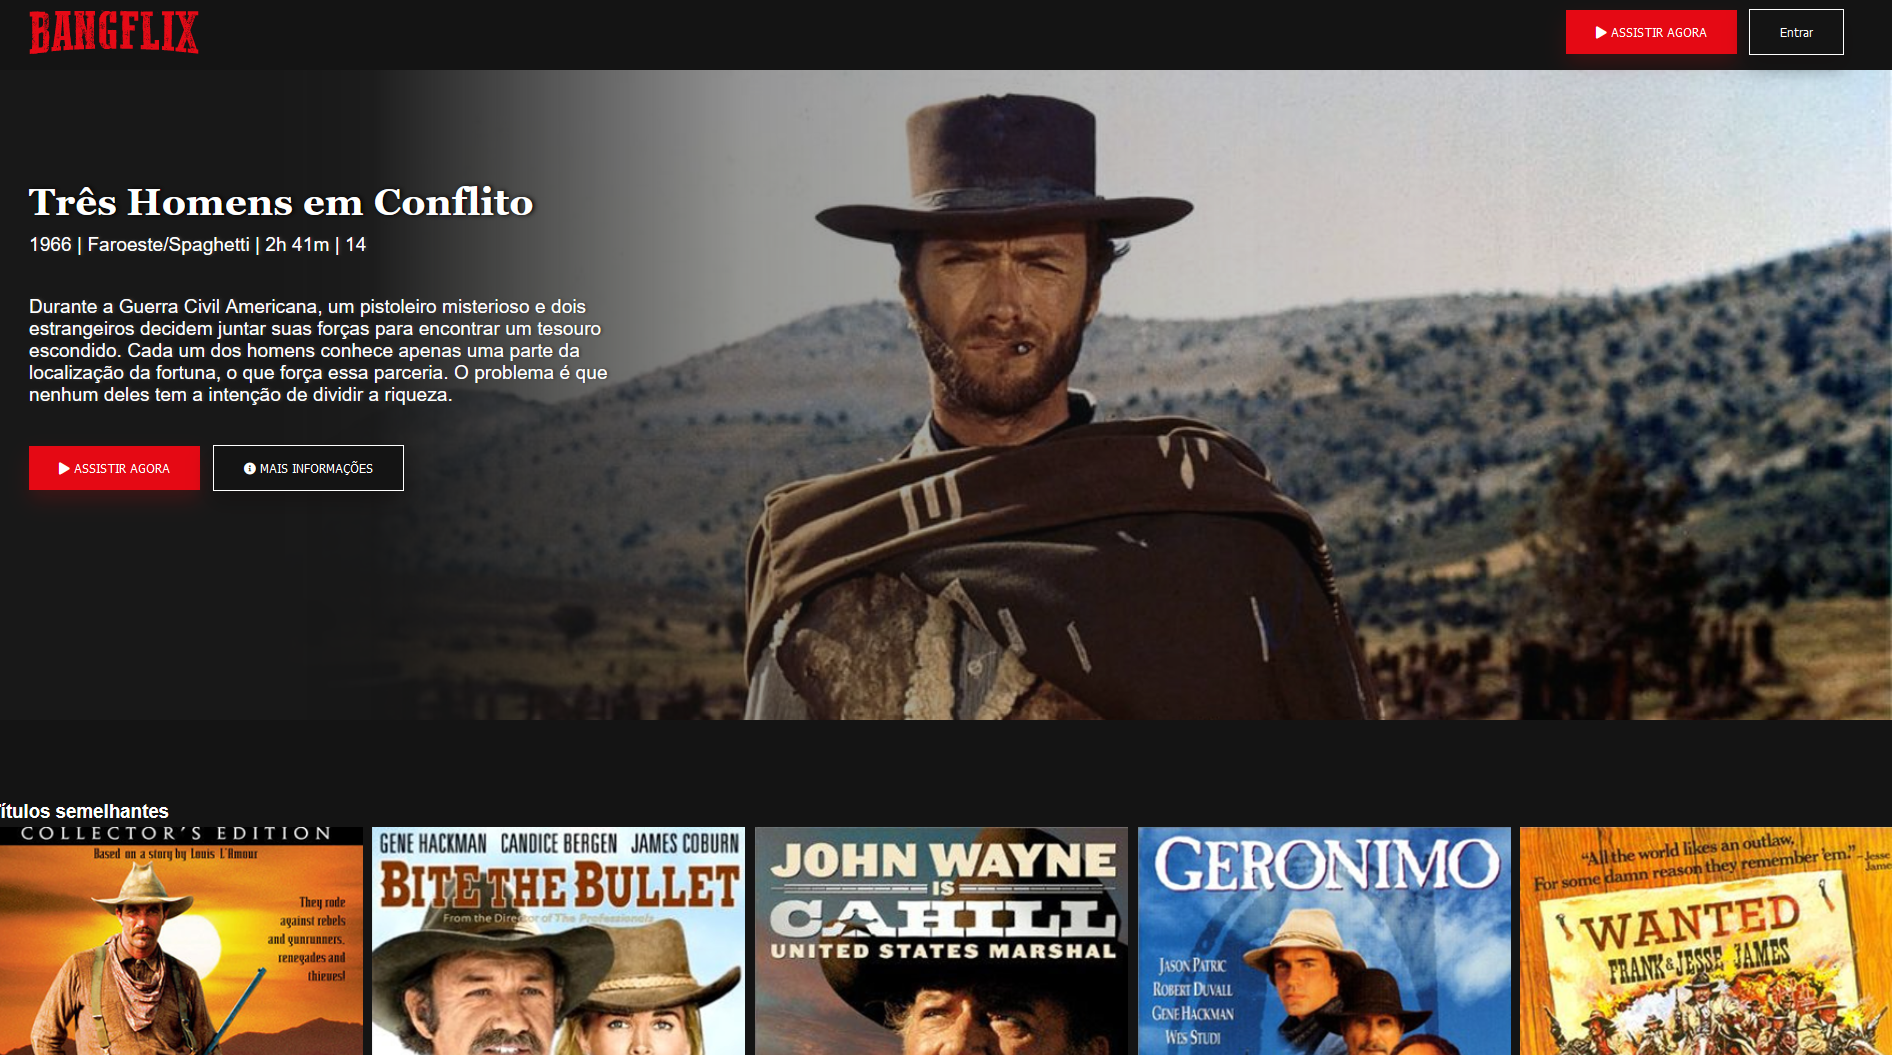 BANGFLIX
ASSISTIR AGORA
Entrar
Três Homens em Conflito
1966 | Faroeste/Spaghetti | 2h 41m | 14
Durante a Guerra Civil Americana, um pistoleiro misterioso e dois
estrangeiros decidem juntar suas forças para encontrar um tesouro
escondido. Cada um dos homens conhece apenas uma parte da
localização da fortuna, o que força essa parceria. O problema é que
nenhum deles tem a intenção de dividir a riqueza.
ASSISTIR AGORA
MAIS INFORMAÇÕES
ítulos semelhantes
COLLECTOR'S EDITION
Based on a story by Louis L'Amour
They rode
against rebels
and gunrunners,
renegades and
thieves!
GENE HACKMAN CANDICE BERGEN JAMES COBURN
BITE THE BULLET
From the Director of The Professionals
JOHN WAYNE
IS
CAHILL
UNITED STATES MARSHAL
GERONIMO
JASON PATRIC
ROBERT DUVALL
GENE HACKMAN
WES STUDI
"All the world likes an outlaw,
For some damn reason they remember 'em."
-Jesse
Jame
WANTED
FRANK & JESSE JAMES